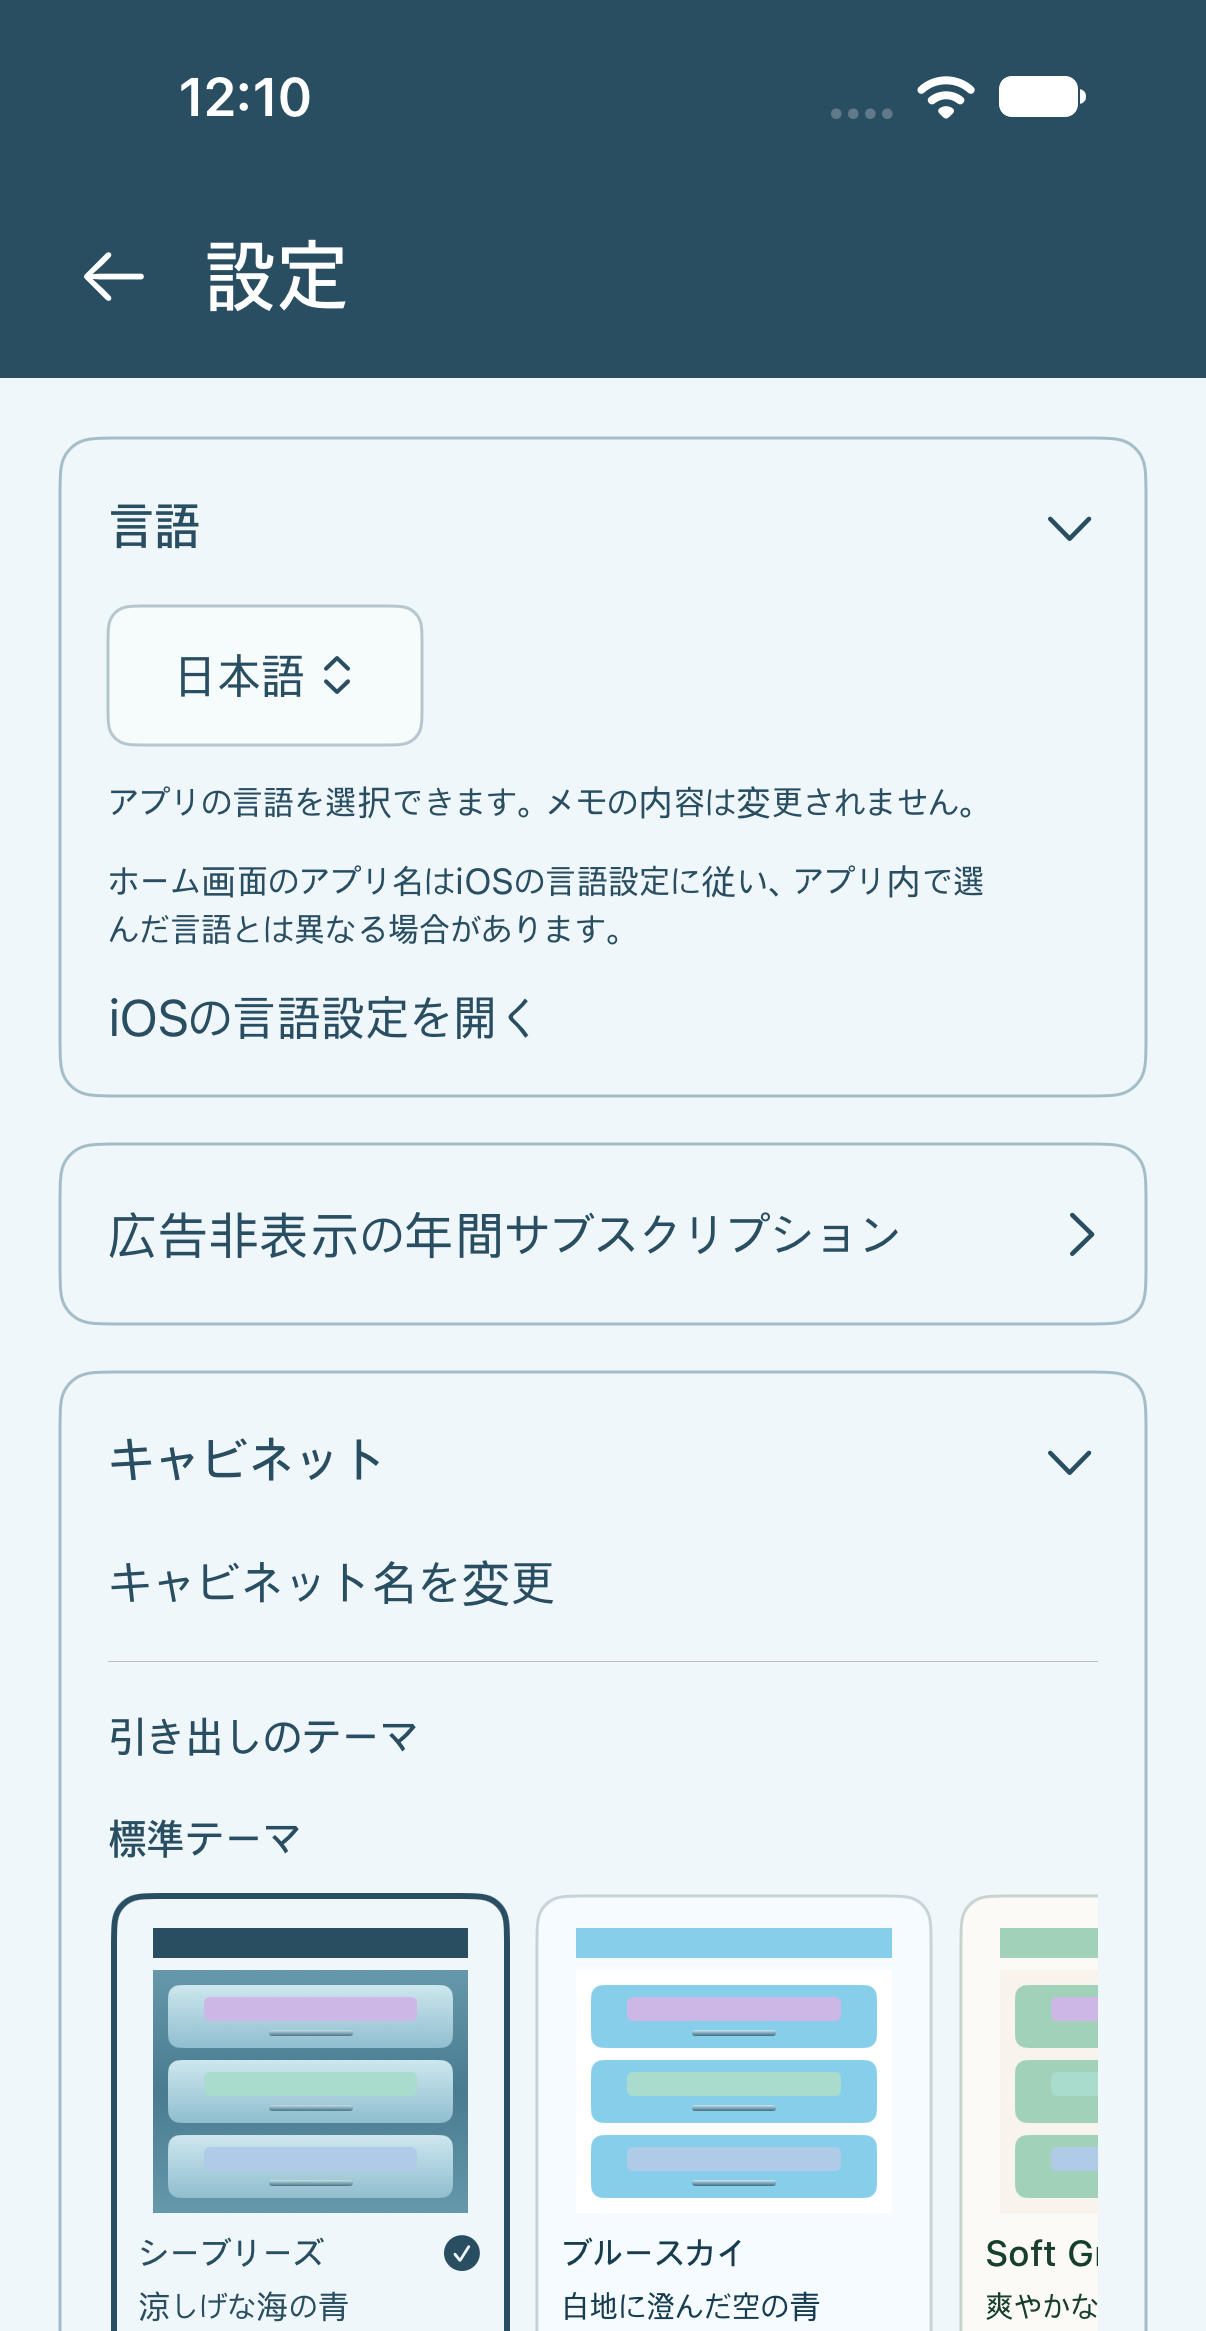 12:10
設定
言語
日本語
アプリの言語を選択できます。メモの内容は変更されません。
ホーム画面のアプリ名はiOSの言語設定に従い、アプリ内で選
んだ言語とは異なる場合があります。
iOSの言語設定を開く
広告非表示の年間サブスクリプション
キャビネット
キャビネット名を変更
引き出しのテーマ
標準テーマ
シーブリーズ
涼しげな海の青
ブルースカイ
白地に澄んだ空の青
Soft
爽やかな